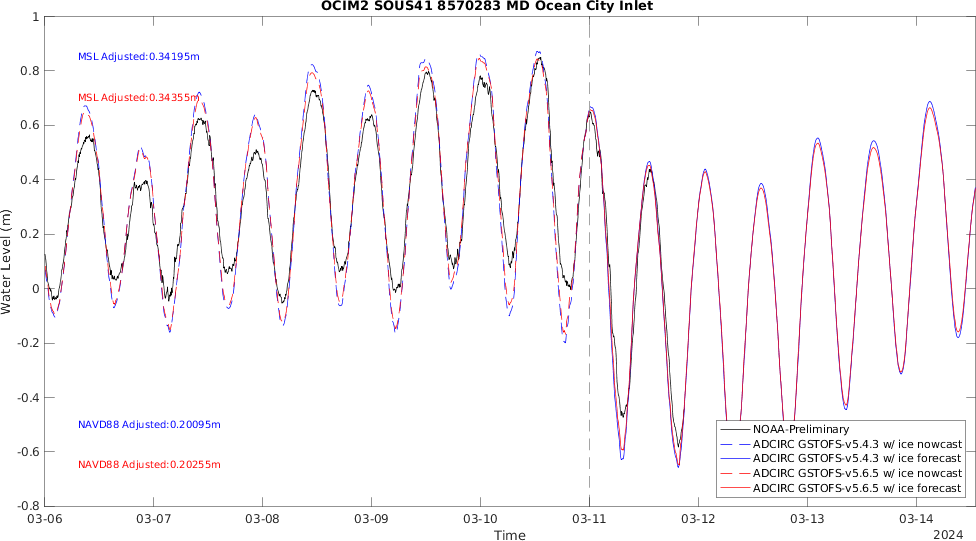 OCIM2 SOUS41 8570283 MD Ocean City Inlet
MSL Adjusted:0.34195m
MSL Adjusted:0.34355m
NAVD88 Adjusted:0.20095m
NAVD88 Adjusted:0.20255m
Water Level (m)
1
0.8
0.6
0.4
0.2
0
-0.2
-0.4
-0.6
-0.8
NOAA-Preliminary
ADCIRC GSTOFS-v5.4.3 w/ ice nowcast
ADCIRC GSTOFS-v5.4.3 w/ ice forecast
ADCIRC GSTOFS-v5.6.5 w/ ice nowcast
ADCIRC GSTOFS-v5.6.5 w/ ice forecast
03-06 03-07 03-08 03-09 03-10 03-11 03-12 03-13 03-14
Time
2024